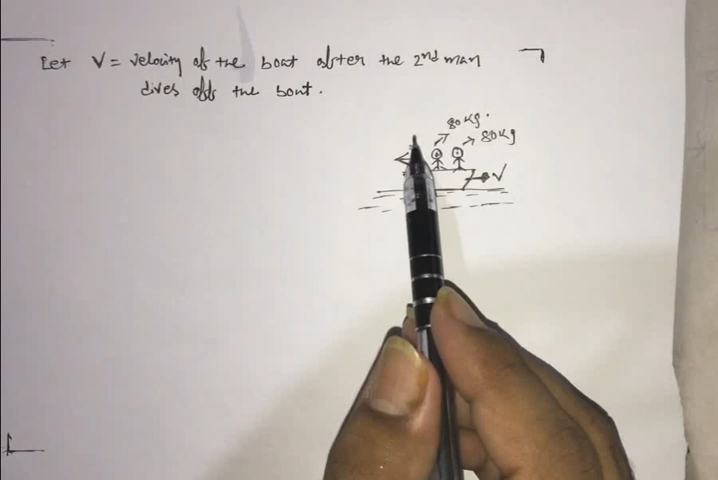 Let V = velocity of the boat after the 2nd man
dives off the boat.
80 kg.
80 kg
V